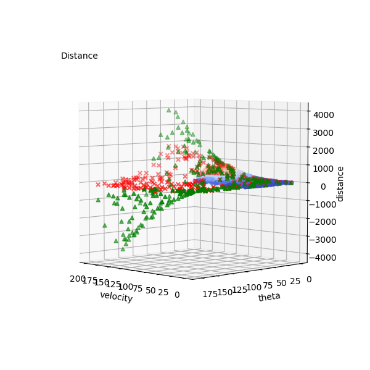 Distance
4000
3000
2000
1000
0
−1000
−2000
−3000
−4000
distance
200 175 150 125 100 75 50 25 0
velocity
175 150 125 100 75 50 25 0
theta